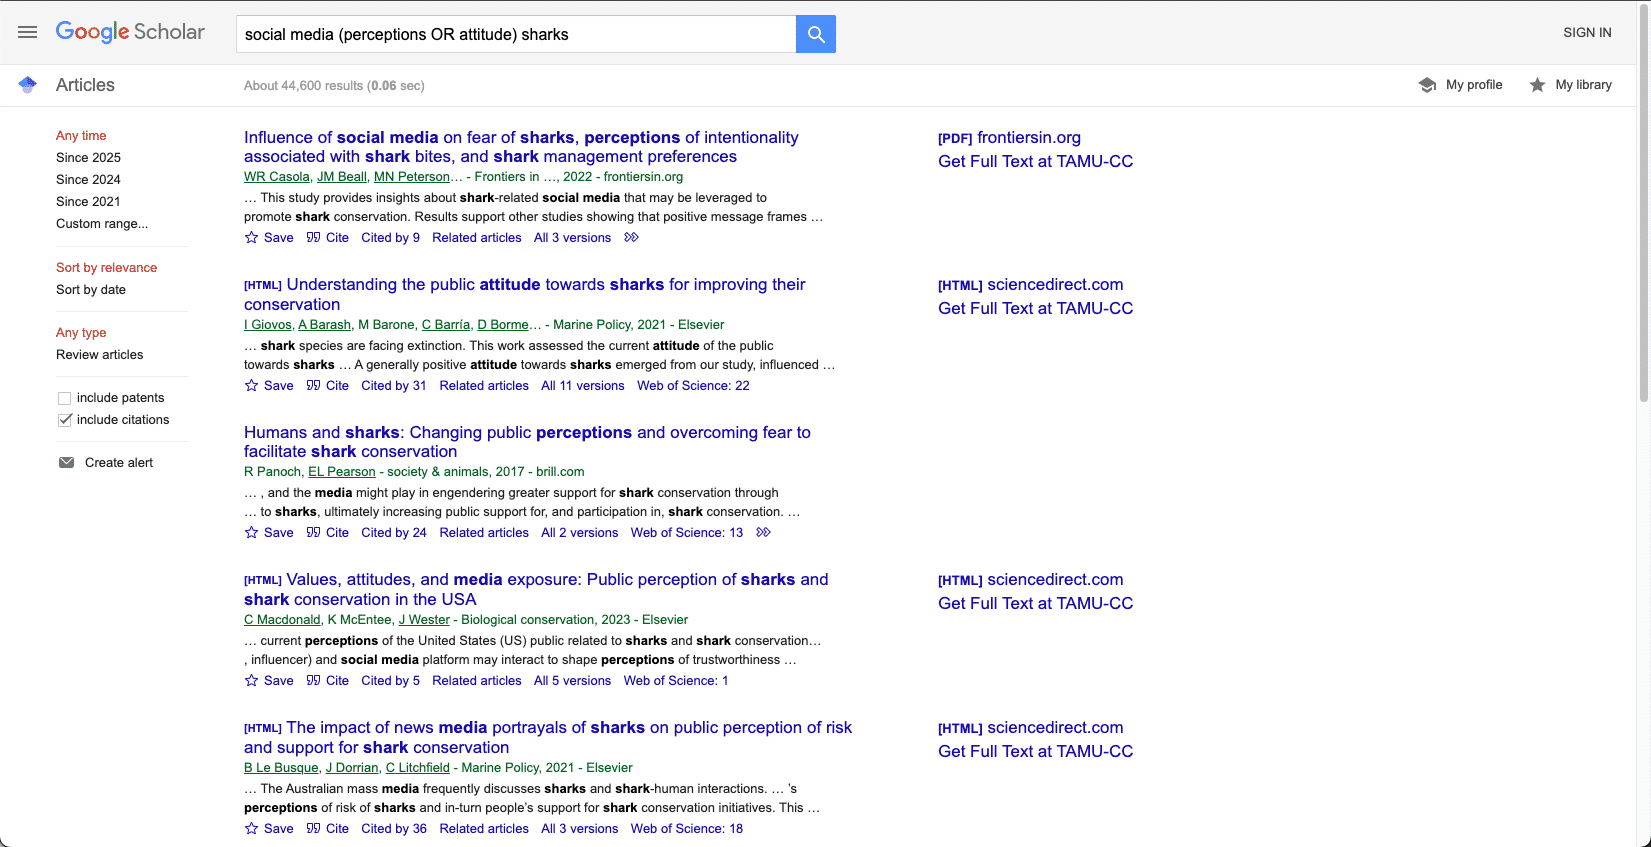 Google Scholar
social media (perceptions OR attitude) sharks
SIGN IN
Articles
About 44,600 results (0.06 sec)
My profile
My library
Any time
Since 2025
Since 2024
Since 2021
Custom range...
Sort by relevance
Sort by date
Any type
Review articles
include patents
include citations
Create alert
Influence of social media on fear of sharks, perceptions of intentionality
associated with shark bites, and shark management preferences
WR Casola, JM Beall, MN Peterson… - Frontiers in …, 2022 - frontiersin.org
… This study provides insights about shark-related social media that may be leveraged to
promote shark conservation. Results support other studies showing that positive message frames …
Save Cite Cited by 9 Related articles All 3 versions
[PDF] frontiersin.org
Get Full Text at TAMU-CC
[HTML] Understanding the public attitude towards sharks for improving their
conservation
I Giovos, A Barash, M Barone, C Barría, D Borme… - Marine Policy, 2021 - Elsevier
… shark species are facing extinction. This work assessed the current attitude of the public
towards sharks … A generally positive attitude towards sharks emerged from our study, influenced …
Save Cite Cited by 31 Related articles All 11 versions Web of Science: 22
[HTML] sciencedirect.com
Get Full Text at TAMU-CC
Humans and sharks: Changing public perceptions and overcoming fear to
facilitate shark conservation
R Panoch, EL Pearson - society & animals, 2017 - brill.com
… , and the media might play in engendering greater support for shark conservation through
… to sharks, ultimately increasing public support for, and participation in, shark conservation. …
Save Cite Cited by 24 Related articles All 2 versions Web of Science: 13
[HTML] Values, attitudes, and media exposure: Public perception of sharks and
shark conservation in the USA
C Macdonald, K McEntee, J Wester - Biological conservation, 2023 - Elsevier
… current perceptions of the United States (US) public related to sharks and shark conservation…
, influencer) and social media platform may interact to shape perceptions of trustworthiness …
Save Cite Cited by 5 Related articles All 5 versions Web of Science: 1
[HTML] sciencedirect.com
Get Full Text at TAMU-CC
[HTML] The impact of news media portrayals of sharks on public perception of risk
and support for shark conservation
B Le Busque, J Dorrian, C Litchfield - Marine Policy, 2021 - Elsevier
… The Australian mass media frequently discusses sharks and shark-human interactions. … 's
perceptions of risk of sharks and in-turn people's support for shark conservation initiatives. This …
Save Cite Cited by 36 Related articles All 3 versions Web of Science: 18
[HTML] sciencedirect.com
Get Full Text at TAMU-CC